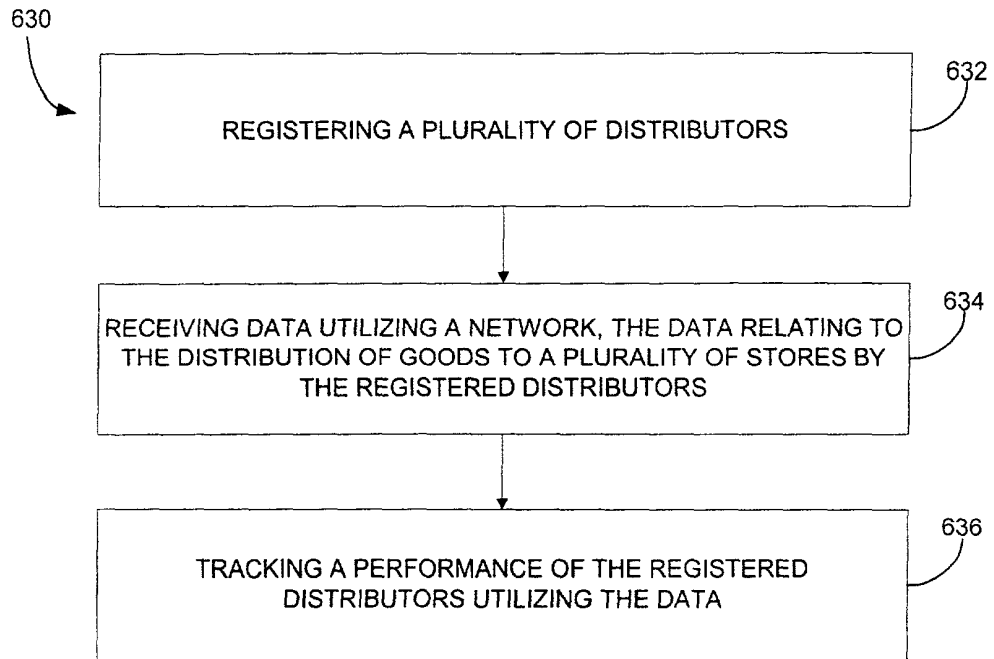 630
632
REGISTERING A PLURALITY OF DISTRIBUTORS
634
RECEIVING DATA UTILIZING A NETWORK, THE DATA RELATING TO
THE DISTRIBUTION OF GOODS TO A PLURALITY OF STORES BY
THE REGISTERED DISTRIBUTORS
636
TRACKING A PERFORMANCE OF THE REGISTERED
DISTRIBUTORS UTILIZING THE DATA